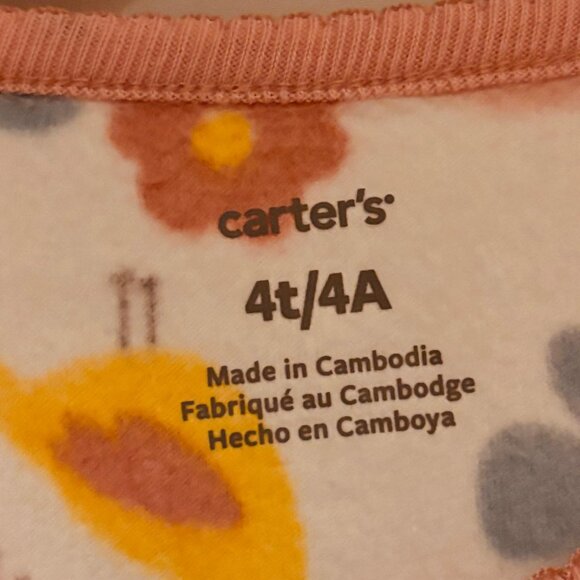 carter's
4t/4A
Made in Cambodia
Fabriqué au Cambodge
Hecho en Camboya